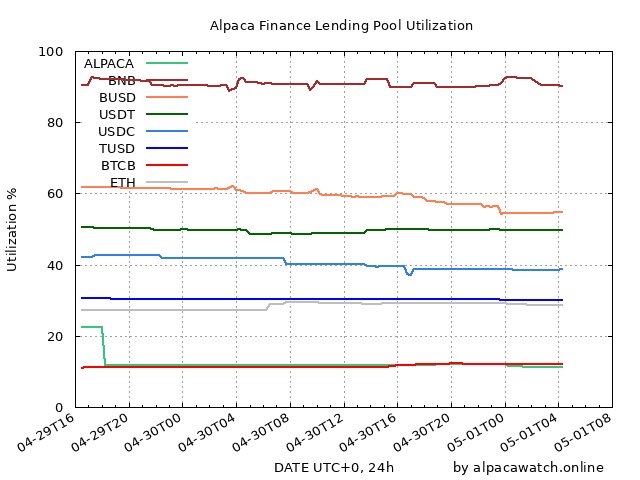 Alpaca Finance Lending Pool Utilization
100
80
60
40
20
0
Utilization %
ALPACA
BNB
BUSD
USDT
USDC
TUSD
BTCB
ETH
04-29T16
04-29T20
04-30T00
04-30T04
04-30T08
04-30T12
04-30T16
04-30T20
05-01T00
05-01T04
05-01T08
DATE UTC+0, 24h
by alpacawatch.online